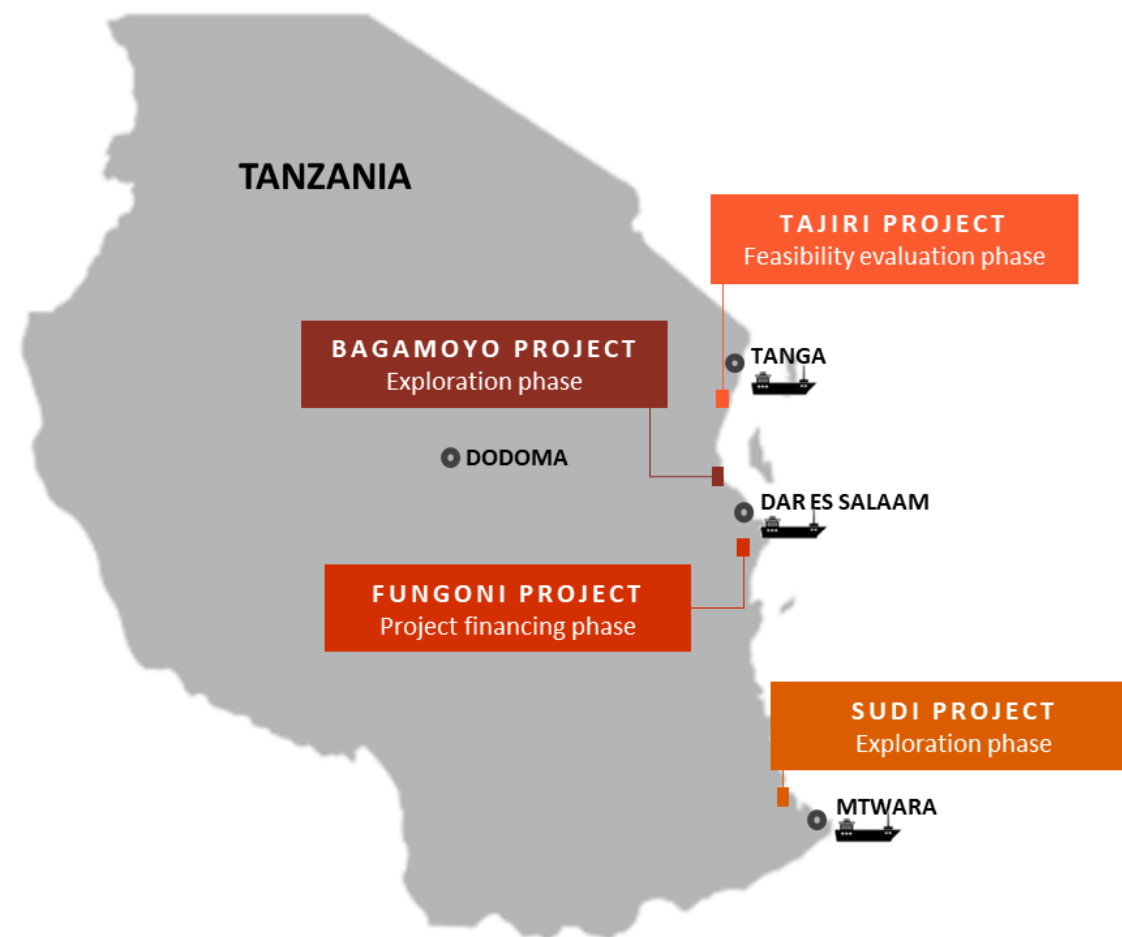 TANZANIA
TAJIRI PROJECT
Feasibility evaluation phase
BAGAMOYO PROJECT
Exploration phase
TANGA
DODOMA
DAR ES SALAAM
FUNGONI PROJECT
Project financing phase
SUDI PROJECT
Exploration phase
MTWARA